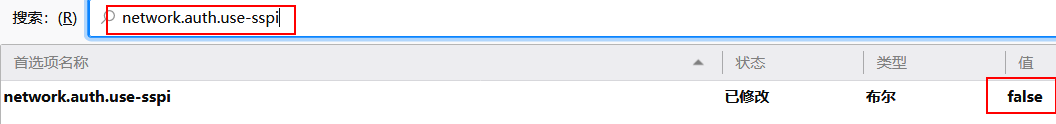 搜索：(R) network.auth.use-sspi
首选项名称 状态 类型 值
network.auth.use-sspi 已修改 布尔 false